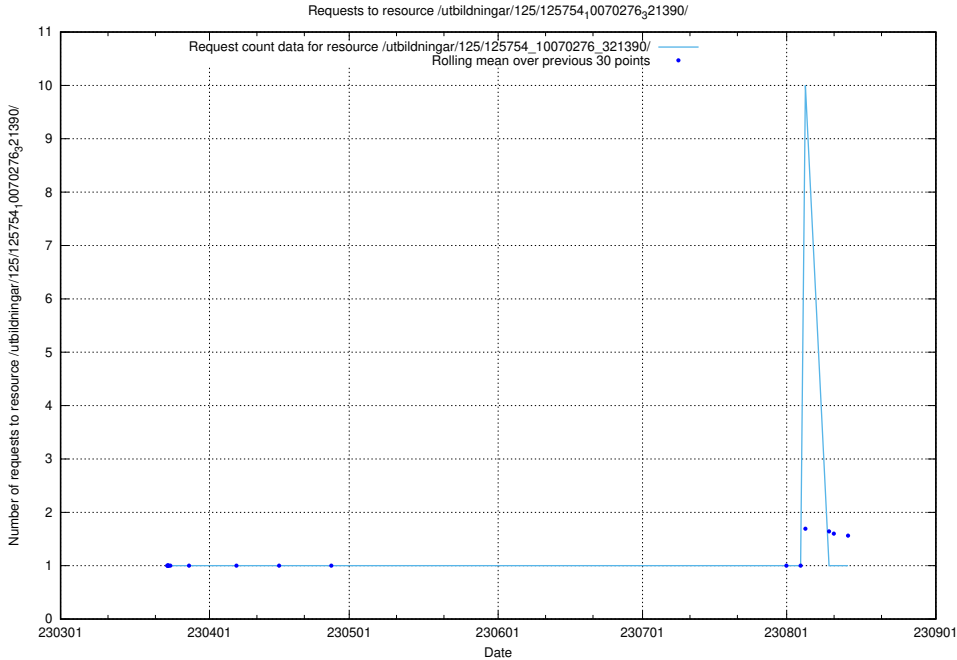 Requests to resource /utbildningar/125/125754₁0070276₃21390/
Number of requests to resource /utbildningar/125/125754₁0070276₃21390/
Request count data for resource /utbildningar/125/125754_10070276_321390/
Rolling mean over previous 30 points
11
10
9
8
7
6
5
4
3
2
1
0
230301 230401 230501 230601 230701 230801 230901
Date